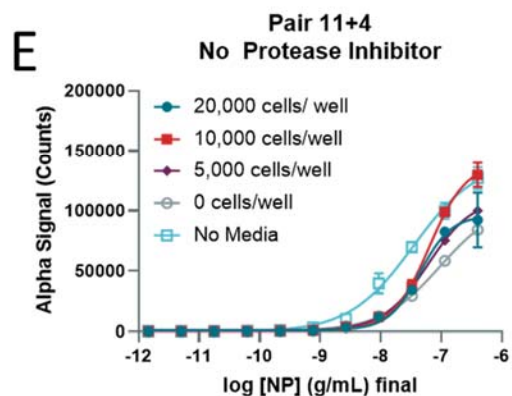 E
Pair 11+4
No Protease Inhibitor
200000
150000
100000
50000
0
Alpha Signal (Counts)
20,000 cells/ well
10,000 cells/well
5,000 cells/well
0 cells/well
No Media
-12 -11 -10 -9 -8 -7 -6
log [NP] (g/mL) final